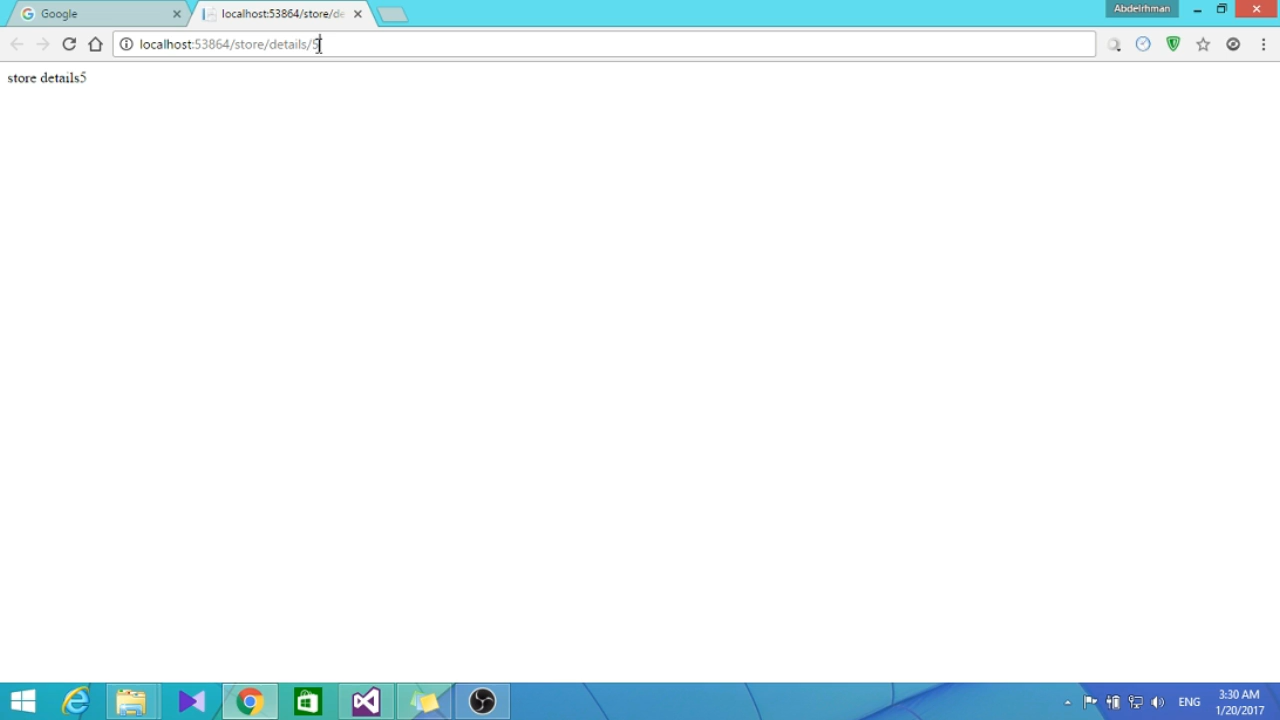 Google
localhost:53864/store/de
Abdelrhman
localhost:53864/store/details/5
store details5
ENG
3:30 AM
1/20/2017